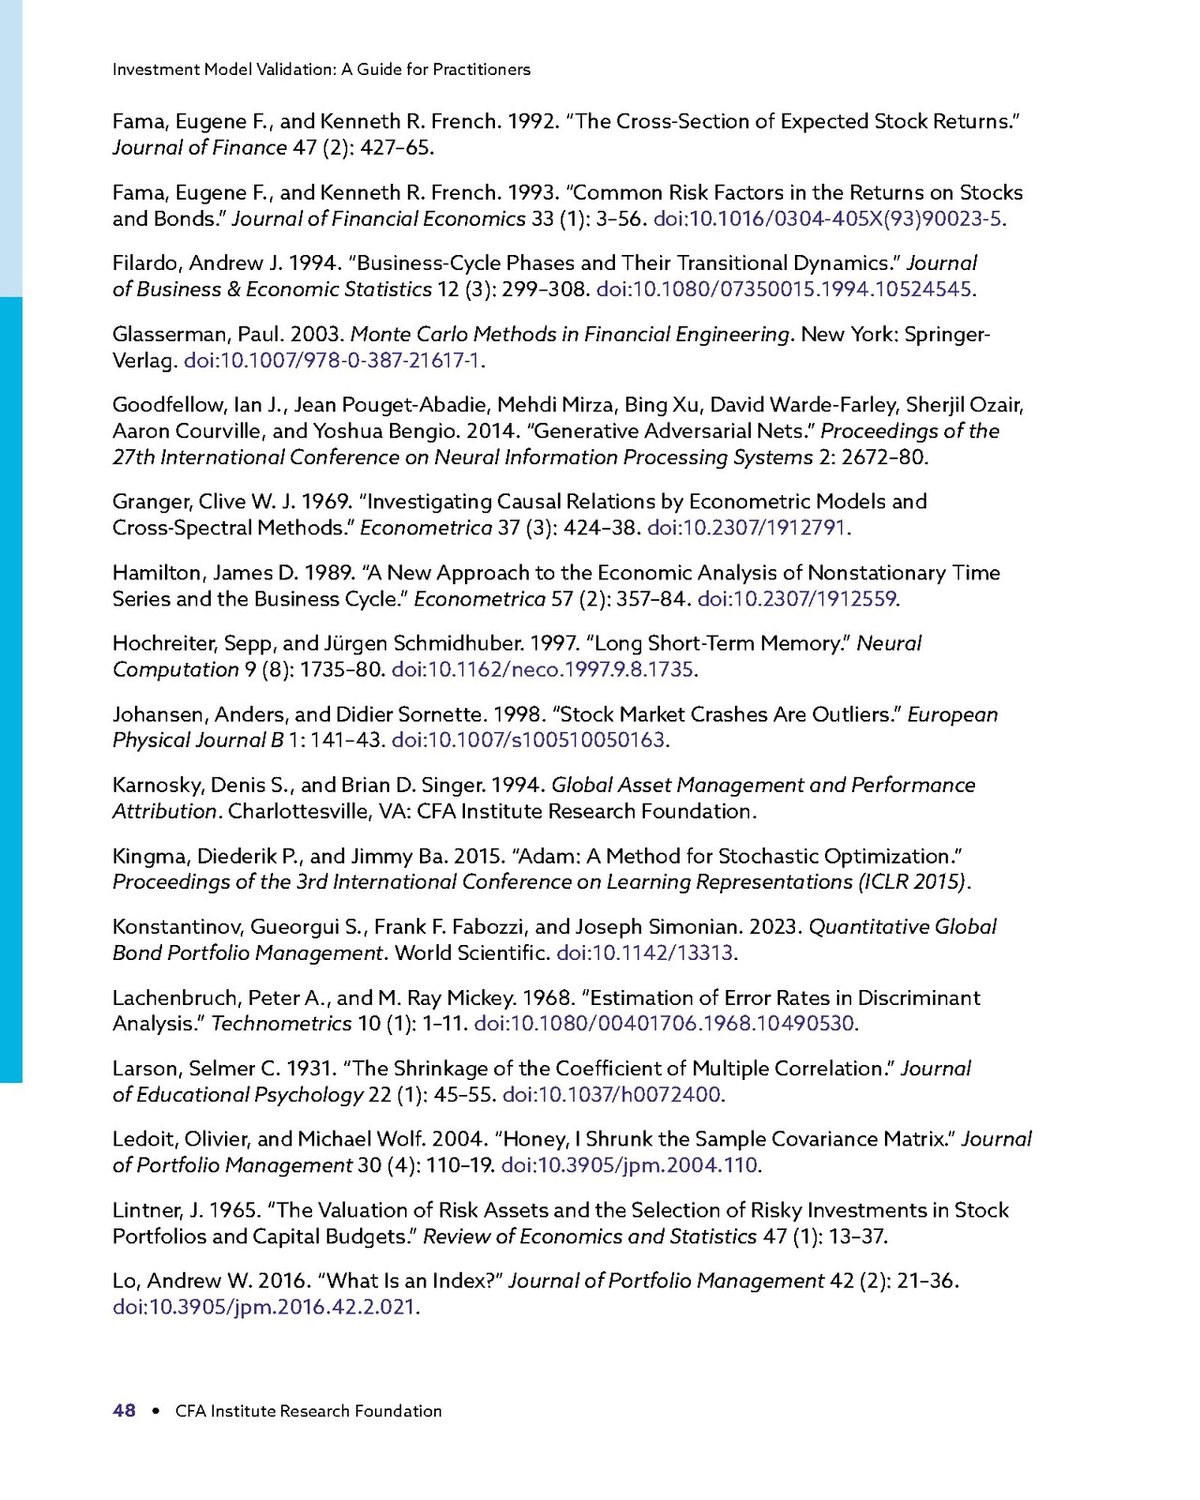 Investment Model Validation: A Guide for Practitioners
Fama, Eugene F., and Kenneth R. French. 1992. “The Cross-Section of Expected Stock Returns.”
Journal of Finance 47 (2): 427–65.
Fama, Eugene F., and Kenneth R. French. 1993. “Common Risk Factors in the Returns on Stocks
and Bonds.” Journal of Financial Economics 33 (1): 3–56. doi:10.1016/0304-405X(93)90023-5.
Filardo, Andrew J. 1994. “Business-Cycle Phases and Their Transitional Dynamics.” Journal
of Business & Economic Statistics 12 (3): 299–308. doi:10.1080/07350015.1994.10524545.
Glasserman, Paul. 2003. Monte Carlo Methods in Financial Engineering. New York: Springer-
Verlag. doi:10.1007/978-0-387-21617-1.
Goodfellow, Ian J., Jean Pouget-Abadie, Mehdi Mirza, Bing Xu, David Warde-Farley, Sherjil Ozair,
Aaron Courville, and Yoshua Bengio. 2014. “Generative Adversarial Nets.” Proceedings of the
27th International Conference on Neural Information Processing Systems 2: 2672–80.
Granger, Clive W. J. 1969. “Investigating Causal Relations by Econometric Models and
Cross-Spectral Methods.” Econometrica 37 (3): 424–38. doi:10.2307/1912791.
Hamilton, James D. 1989. “A New Approach to the Economic Analysis of Nonstationary Time
Series and the Business Cycle.” Econometrica 57 (2): 357–84. doi:10.2307/1912559.
Hochreiter, Sepp, and Jürgen Schmidhuber. 1997. “Long Short-Term Memory.” Neural
Computation 9 (8): 1735–80. doi:10.1162/neco.1997.9.8.1735.
Johansen, Anders, and Didier Sornette. 1998. “Stock Market Crashes Are Outliers.” European
Physical Journal B 1: 141–43. doi:10.1007/s100510050163.
Karnosky, Denis S., and Brian D. Singer. 1994. Global Asset Management and Performance
Attribution. Charlottesville, VA: CFA Institute Research Foundation.
Kingma, Diederik P., and Jimmy Ba. 2015. “Adam: A Method for Stochastic Optimization.”
Proceedings of the 3rd International Conference on Learning Representations (ICLR 2015).
Konstantinov, Gueorgui S., Frank F. Fabozzi, and Joseph Simonian. 2023. Quantitative Global
Bond Portfolio Management. World Scientific. doi:10.1142/13313.
Lachenbruch, Peter A., and M. Ray Mickey. 1968. “Estimation of Error Rates in Discriminant
Analysis.” Technometrics 10 (1): 1–11. doi:10.1080/00401706.1968.10490530.
Larson, Selmer C. 1931. “The Shrinkage of the Coefficient of Multiple Correlation.” Journal
of Educational Psychology 22 (1): 45–55. doi:10.1037/h0072400.
Ledoit, Olivier, and Michael Wolf. 2004. “Honey, I Shrunk the Sample Covariance Matrix.” Journal
of Portfolio Management 30 (4): 110–19. doi:10.3905/jpm.2004.110.
Lintner, J. 1965. “The Valuation of Risk Assets and the Selection of Risky Investments in Stock
Portfolios and Capital Budgets.” Review of Economics and Statistics 47 (1): 13–37.
Lo, Andrew W. 2016. “What Is an Index?” Journal of Portfolio Management 42 (2): 21–36.
doi:10.3905/jpm.2016.42.2.021.
48 • CFA Institute Research Foundation